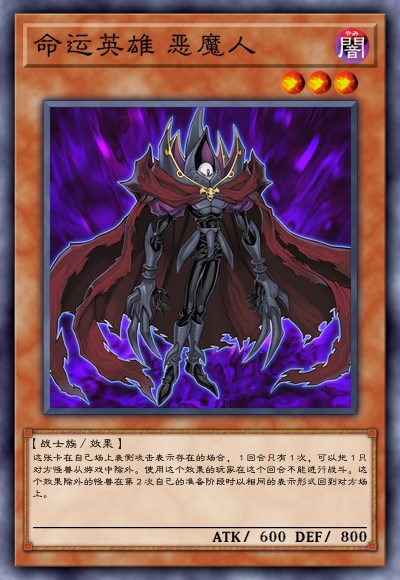 命运英雄 恶魔人
やみ
闇
【战士族／效果】
这张卡在自己场上表侧攻击表示存在的场合，1回合只有1次，可以把1只
对方怪兽从游戏中除外。使用这个效果的玩家在这个回合不能进行战斗。这
个效果除外的怪兽在第2次自己的准备阶段时以相同的表示形式回到对方场
上。
ATK/ 600 DEF/ 800